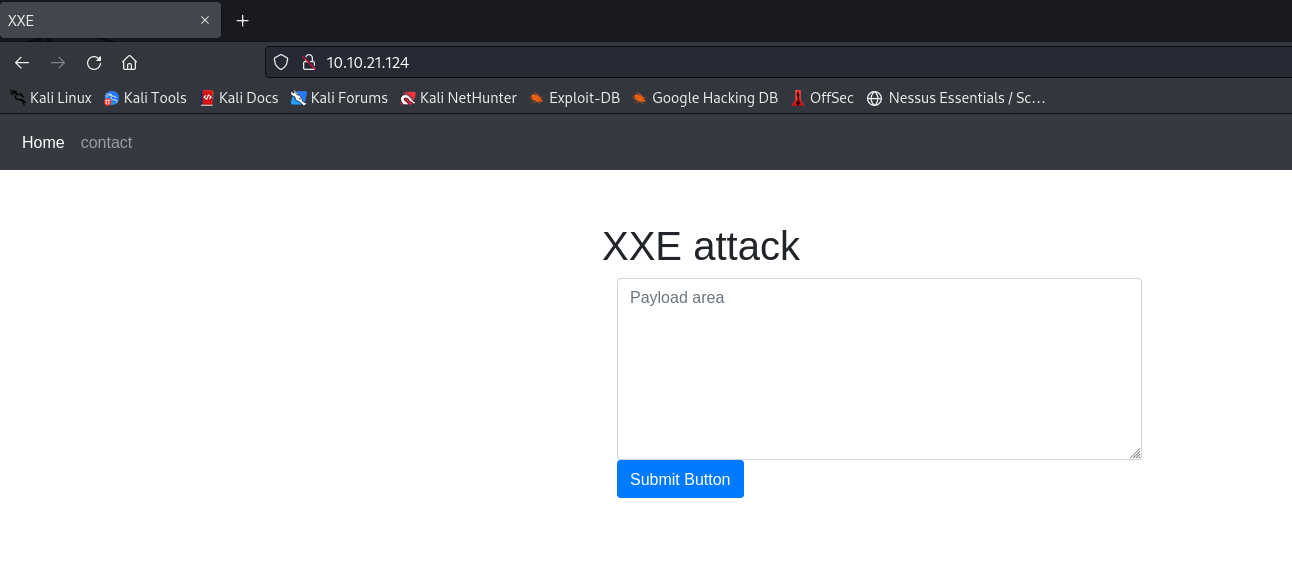 XXE
10.10.21.124
Kali Linux Kali Tools Kali Docs Kali Forums Kali NetHunter Exploit-DB Google Hacking DB OffSec Nessus Essentials / Sc…
Home contact
XXE attack
Payload area
Submit Button